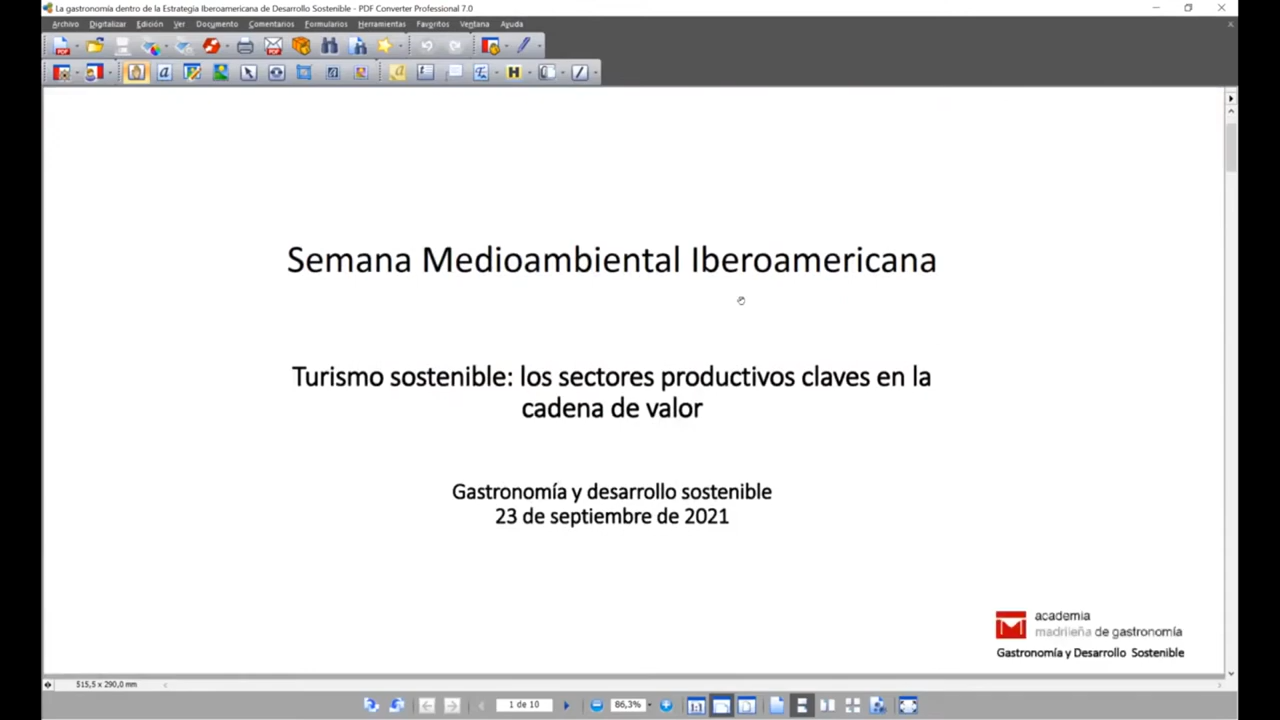 La gastronomía dentro de la Estrategia Iberoamericana de Desarrollo Sostenible - PDF Converter Professional 7.0
Archivo Digitalizar Edición Ver Documento Comentarios Formularios Herramientas Favoritos Ventana Ayuda
Semana Medioambiental Iberoamericana
Turismo sostenible: los sectores productivos claves en la
cadena de valor
Gastronomía y desarrollo sostenible
23 de septiembre de 2021
academia
madrileña de gastronomía
Gastronomía y Desarrollo Sostenible
515,5 x 290,0 mm
1 de 10
86,3%
1:1